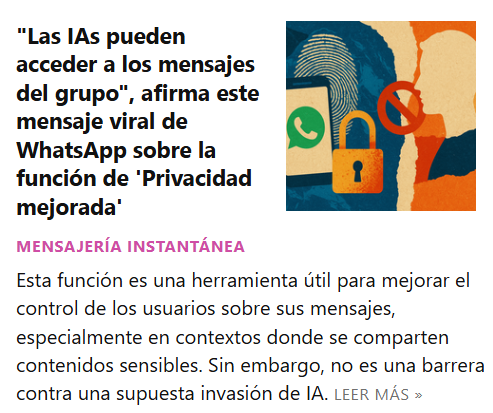 "Las IAs pueden
acceder a los mensajes
del grupo", afirma este
mensaje viral de
WhatsApp sobre la
función de 'Privacidad
mejorada'
MENSAJERÍA INSTANTÁNEA
Esta función es una herramienta útil para mejorar el
control de los usuarios sobre sus mensajes,
especialmente en contextos donde se comparten
contenidos sensibles. Sin embargo, no es una barrera
contra una supuesta invasión de IA. LEER MÁS »